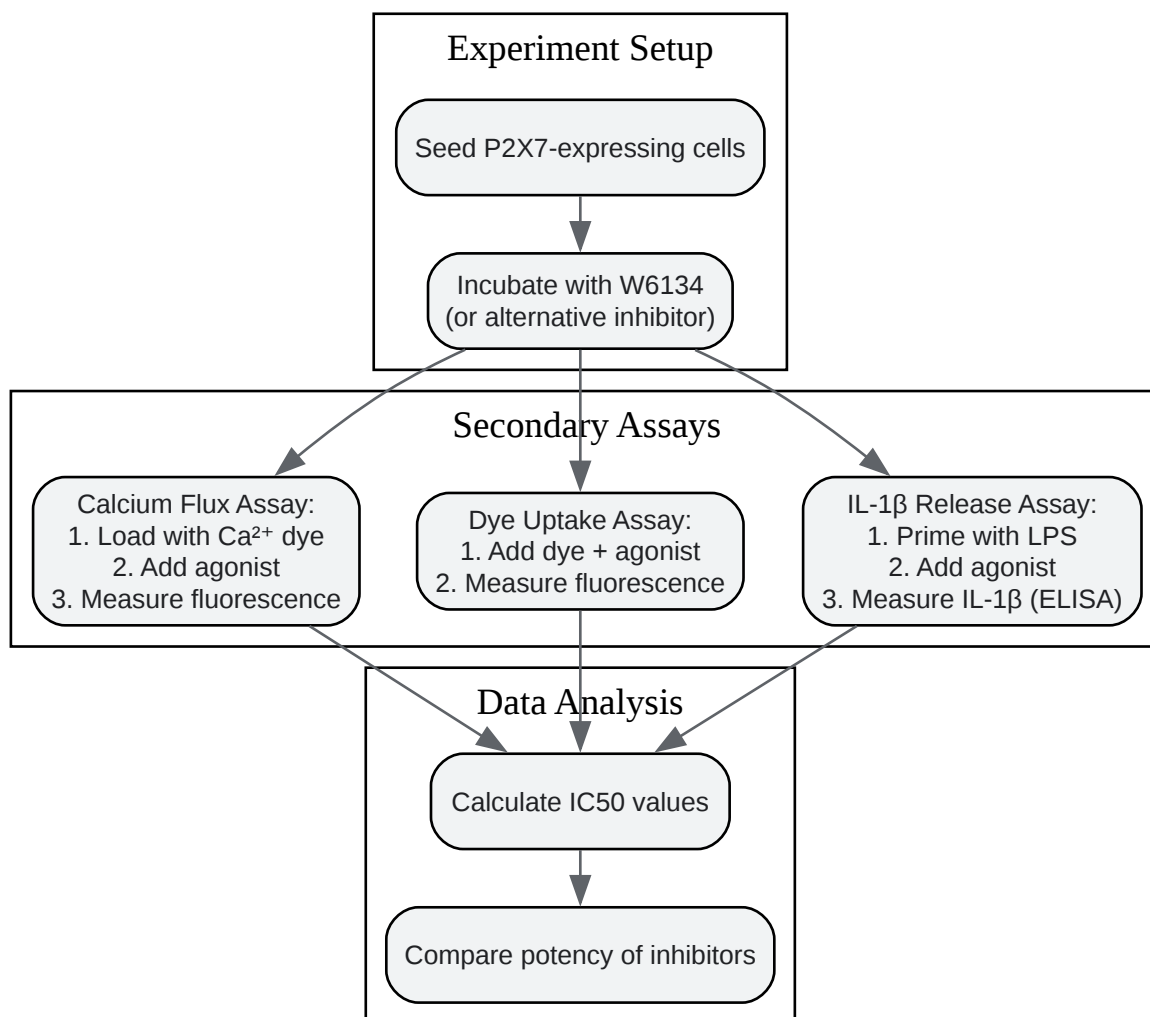 Experiment Setup
Seed P2X7-expressing cells
Incubate with W6134
(or alternative inhibitor)
Secondary Assays
Calcium Flux Assay:
1. Load with Ca²⁺ dye
2. Add agonist
3. Measure fluorescence
Dye Uptake Assay:
1. Add dye + agonist
2. Measure fluorescence
IL-1β Release Assay:
1. Prime with LPS
2. Add agonist
3. Measure IL-1β (ELISA)
Data Analysis
Calculate IC50 values
Compare potency of inhibitors